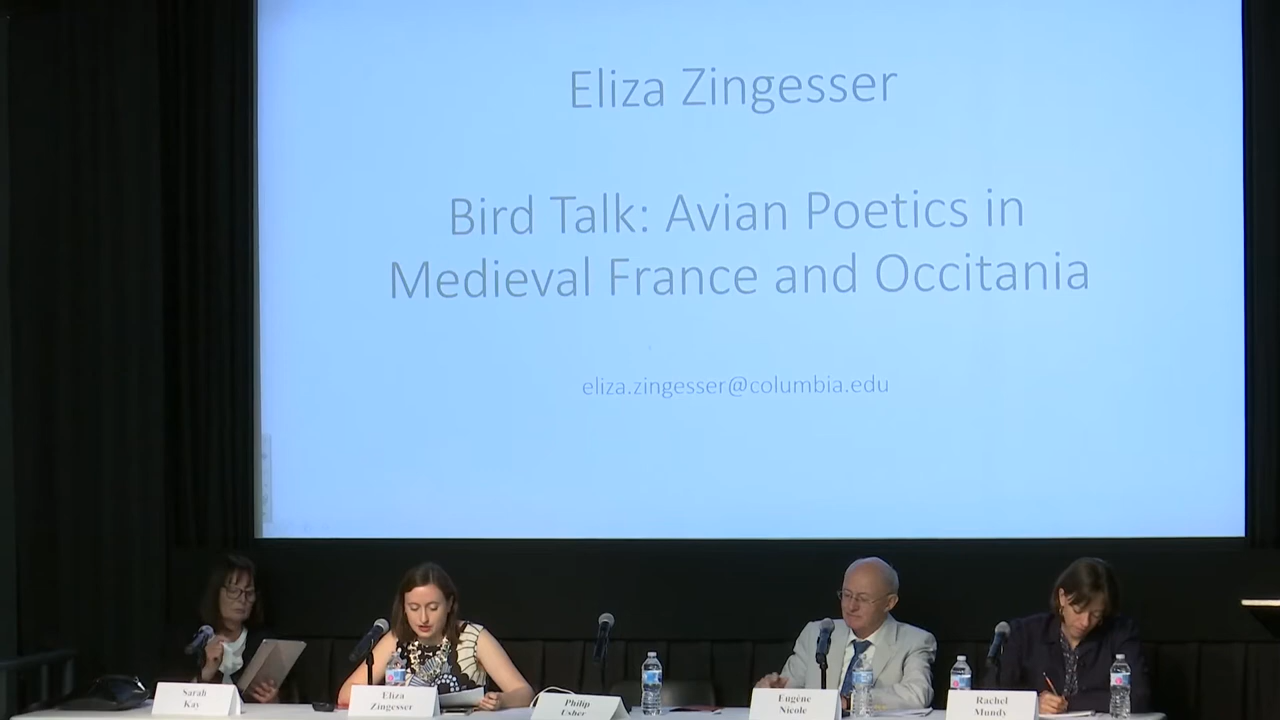 Eliza Zingesser
Bird Talk: Avian Poetics in
Medieval France and Occitania
eliza.zingesser@columbia.edu
Sarah
Kay
Eliza
Zingesser
Philip
Usher
Eugène
Nicole
Rachel
Mundy